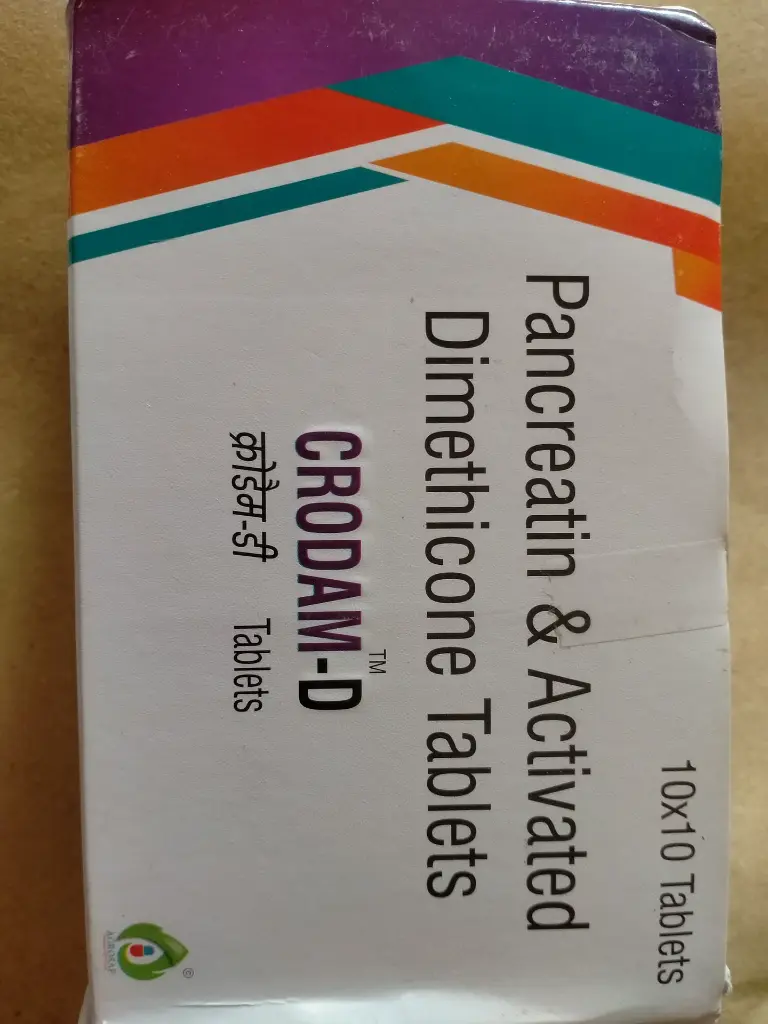 10x10 Tablets
Pancreatin & Activated
Dimethicone Tablets
CRODAM-D™
क्रोडैम-डी Tablets
®